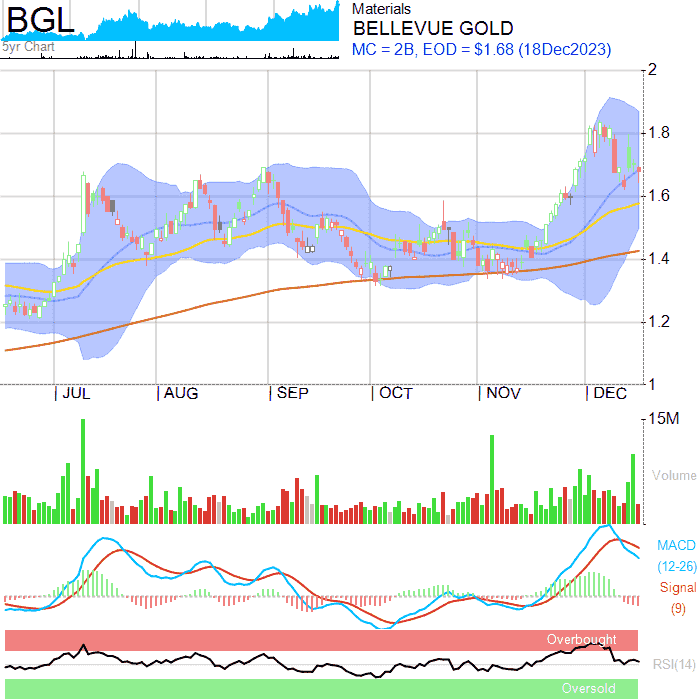 BGL
5yr Chart
Materials
BELLEVUE GOLD
MC = 2B, EOD = $1.68 (18Dec2023)
2
1.8
1.6
1.4
1.2
1
JUL
AUG
SEP
OCT
NOV
DEC
15M
Volume
MACD
(12-26)
Signal
(9)
Overbought
RSI(14)
Oversold